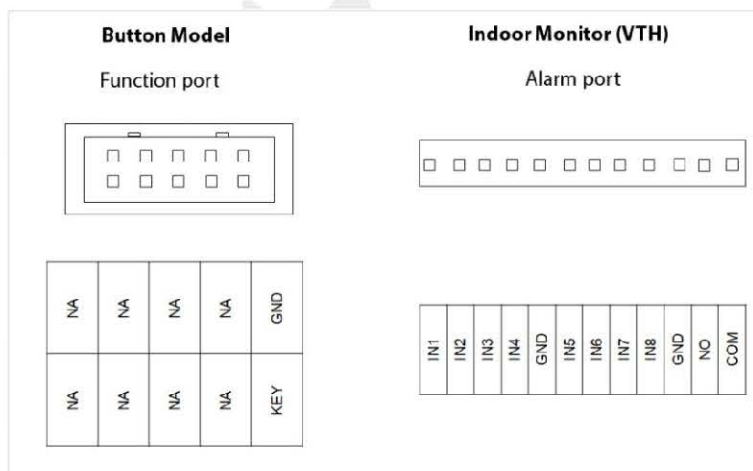 Button Model
Indoor Monitor (VTH)
Function port
Alarm port
NA NA NA NA GND
NA NA NA NA KEY
IN1 IN2 IN3 IN4 GND IN5 IN6 IN7 IN8 GND NO COM